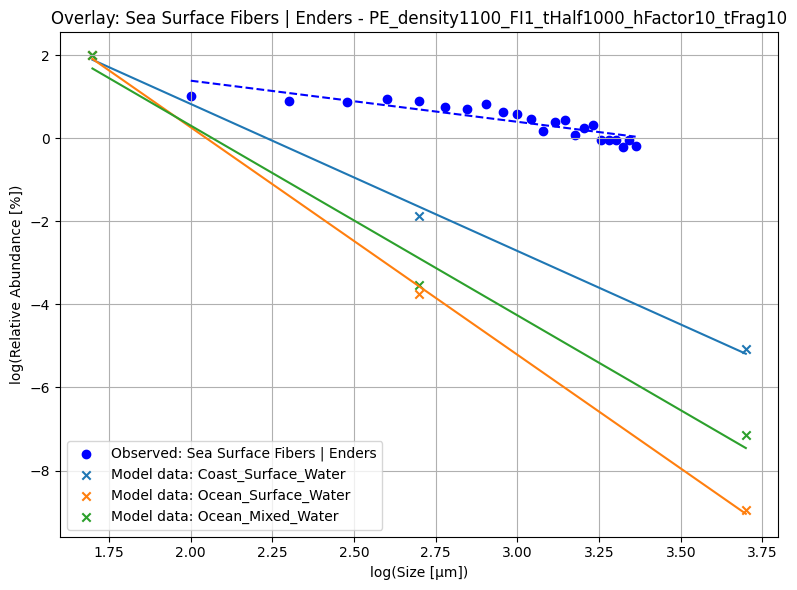 Overlay: Sea Surface Fibers | Enders - PE_density1100_FI1_tHalf1000_hFactor10_tFrag10
log(Relative Abundance [%])
2
0
−2
−4
−6
−8
Observed: Sea Surface Fibers | Enders
Model data: Coast_Surface_Water
Model data: Ocean_Surface_Water
Model data: Ocean_Mixed_Water
1.75 2.00 2.25 2.50 2.75 3.00 3.25 3.50 3.75
log(Size [µm])